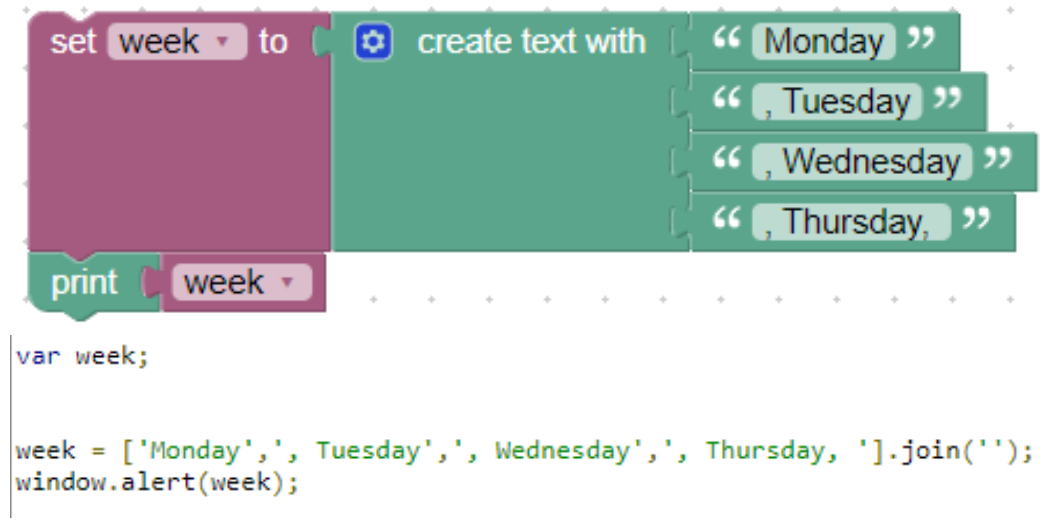 set week to create text with “ Monday ”
“ , Tuesday ”
“ , Wednesday ”
“ , Thursday, ”
print week
var week;
week = ['Monday',', Tuesday',', Wednesday',', Thursday, '].join('');
window.alert(week);